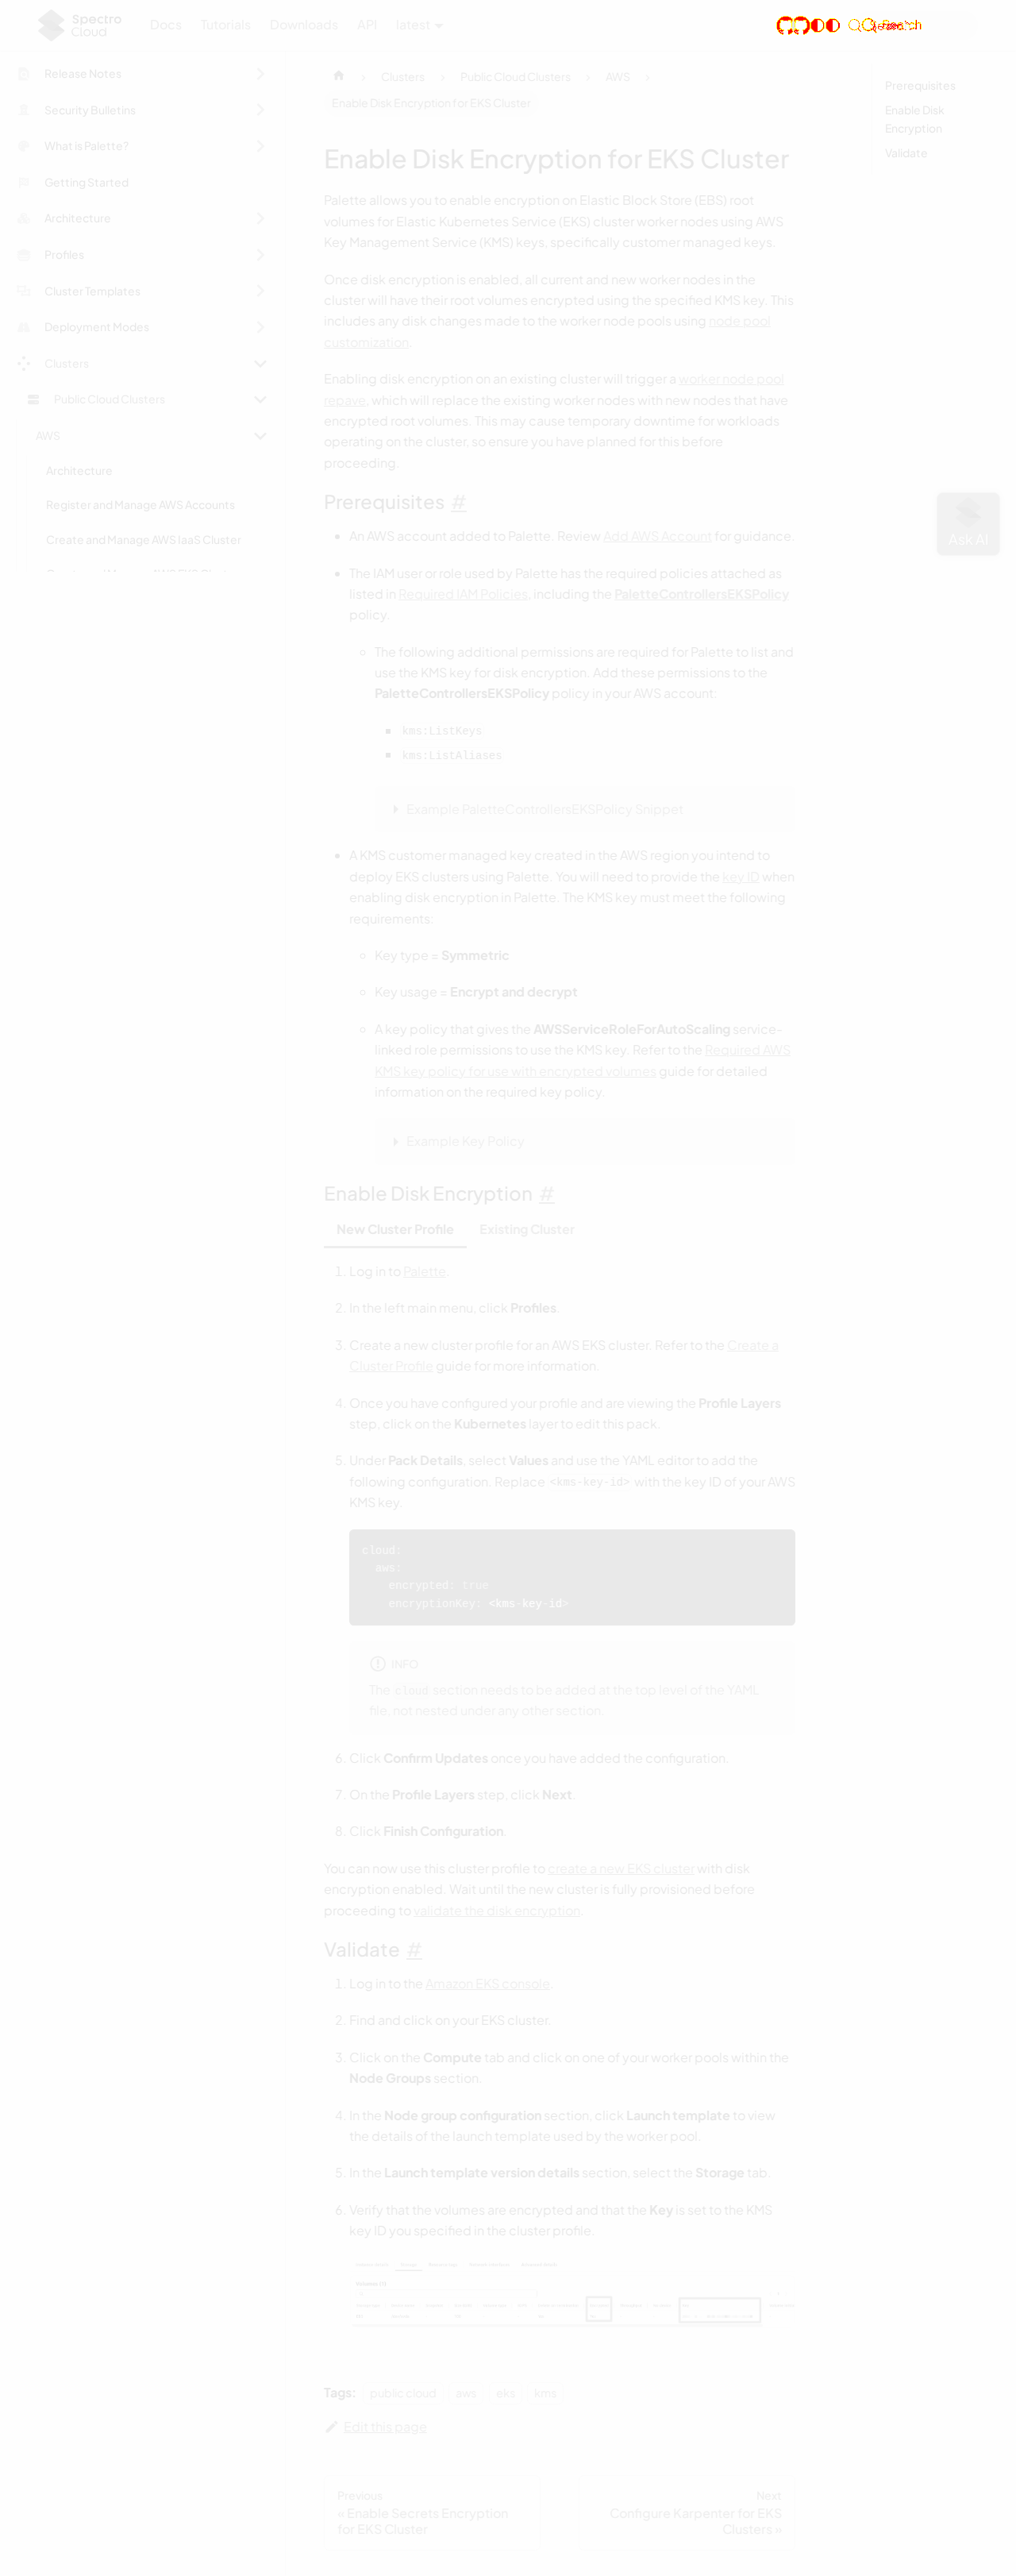 Spectro
Cloud
Docs
Tutorials
Downloads
API
latest
Release Notes
Security Bulletins
What is Palette?
Getting Started
Architecture
Profiles
Cluster Templates
Deployment Modes
Clusters
Public Cloud Clusters
AWS
Architecture
Register and Manage AWS Accounts
Create and Manage AWS IaaS Cluster
Clusters
Public Cloud Clusters
AWS
Enable Disk Encryption for EKS Cluster
Prerequisites
Enable Disk
Encryption
Validate
Ask AI
Enable Disk Encryption for EKS Cluster
Palette allows you to enable encryption on Elastic Block Store (EBS) root
volumes for Elastic Kubernetes Service (EKS) cluster worker nodes using AWS
Key Management Service (KMS) keys, specifically customer managed keys.
Once disk encryption is enabled, all current and new worker nodes in the
cluster will have their root volumes encrypted using the specified KMS key. This
includes any disk changes made to the worker node pools using node pool
customization.
Enabling disk encryption on an existing cluster will trigger a worker node pool
repave, which will replace the existing worker nodes with new nodes that have
encrypted root volumes. This may cause temporary downtime for workloads
operating on the cluster, so ensure you have planned for this before
proceeding.
Prerequisites #
An AWS account added to Palette. Review Add AWS Account for guidance.
The IAM user or role used by Palette has the required policies attached as
listed in Required IAM Policies, including the PaletteControllersEKSPolicy
policy.
The following additional permissions are required for Palette to list and
use the KMS key for disk encryption. Add these permissions to the
PaletteControllersEKSPolicy policy in your AWS account:
kms:ListKeys
kms:ListAliases
Example PaletteControllersEKSPolicy Snippet
A KMS customer managed key created in the AWS region you intend to
deploy EKS clusters using Palette. You will need to provide the key ID when
enabling disk encryption in Palette. The KMS key must meet the following
requirements:
Key type = Symmetric
Key usage = Encrypt and decrypt
A key policy that gives the AWSServiceRoleForAutoScaling service-
linked role permissions to use the KMS key. Refer to the Required AWS
KMS key policy for use with encrypted volumes guide for detailed
information on the required key policy.
Example Key Policy
Enable Disk Encryption #
New Cluster Profile
Existing Cluster
1. Log in to Palette.
2. In the left main menu, click Profiles.
3. Create a new cluster profile for an AWS EKS cluster. Refer to the Create a
Cluster Profile guide for more information.
4. Once you have configured your profile and are viewing the Profile Layers
step, click on the Kubernetes layer to edit this pack.
5. Under Pack Details, select Values and use the YAML editor to add the
following configuration. Replace <kms-key-id> with the key ID of your AWS
KMS key.
cloud:
aws:
encrypted: true
encryptionKey: <kms-key-id>
INFO
The cloud section needs to be added at the top level of the YAML
file, not nested under any other section.
6. Click Confirm Updates once you have added the configuration.
7. On the Profile Layers step, click Next.
8. Click Finish Configuration.
You can now use this cluster profile to create a new EKS cluster with disk
encryption enabled. Wait until the new cluster is fully provisioned before
proceeding to validate the disk encryption.
Validate #
1. Log in to the Amazon EKS console.
2. Find and click on your EKS cluster.
3. Click on the Compute tab and click on one of your worker pools within the
Node Groups section.
4. In the Node group configuration section, click Launch template to view
the details of the launch template used by the worker pool.
5. In the Launch template version details section, select the Storage tab.
6. Verify that the volumes are encrypted and that the Key is set to the KMS
key ID you specified in the cluster profile.
Tags:
public cloud
aws
eks
kms
Edit this page
Previous
« Enable Secrets Encryption
for EKS Cluster
Next
Configure Karpenter for EKS
Clusters »